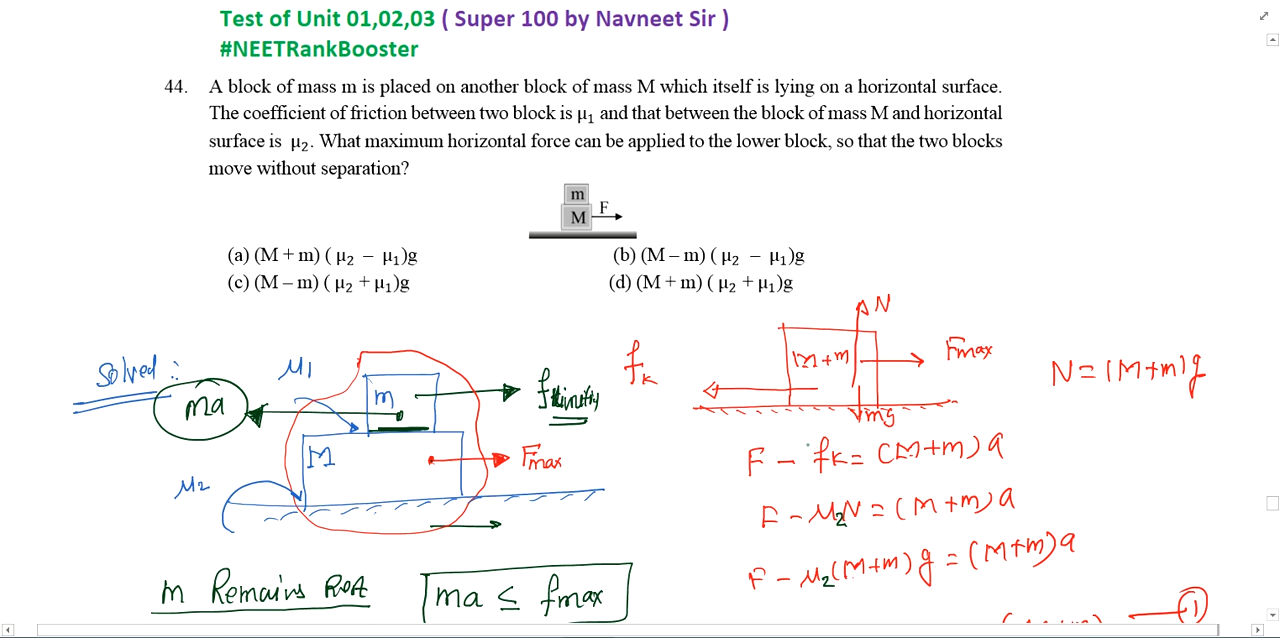 Test of Unit 01,02,03 ( Super 100 by Navneet Sir )
#NEETRankBooster
44. A block of mass m is placed on another block of mass M which itself is lying on a horizontal surface.
The coefficient of friction between two block is μ₁ and that between the block of mass M and horizontal
surface is μ₂. What maximum horizontal force can be applied to the lower block, so that the two blocks
move without separation?
m
M F
(a) (M + m) ( μ₂ − μ₁)g (b) (M – m) ( μ₂ − μ₁)g
(c) (M – m) ( μ₂ + μ₁)g (d) (M + m) ( μ₂ + μ₁)g
Solved :
μ₁
ma
m
M
Fmax
μ₂
m Remains Rest
ma ≤ fmax
fK
N
M+m
Fmax
N = (M+m)g
mg
F - fK = (M+m) a
F - μ₂N = (M+m) a
F - μ₂(M+m) g = (M+m) a
①